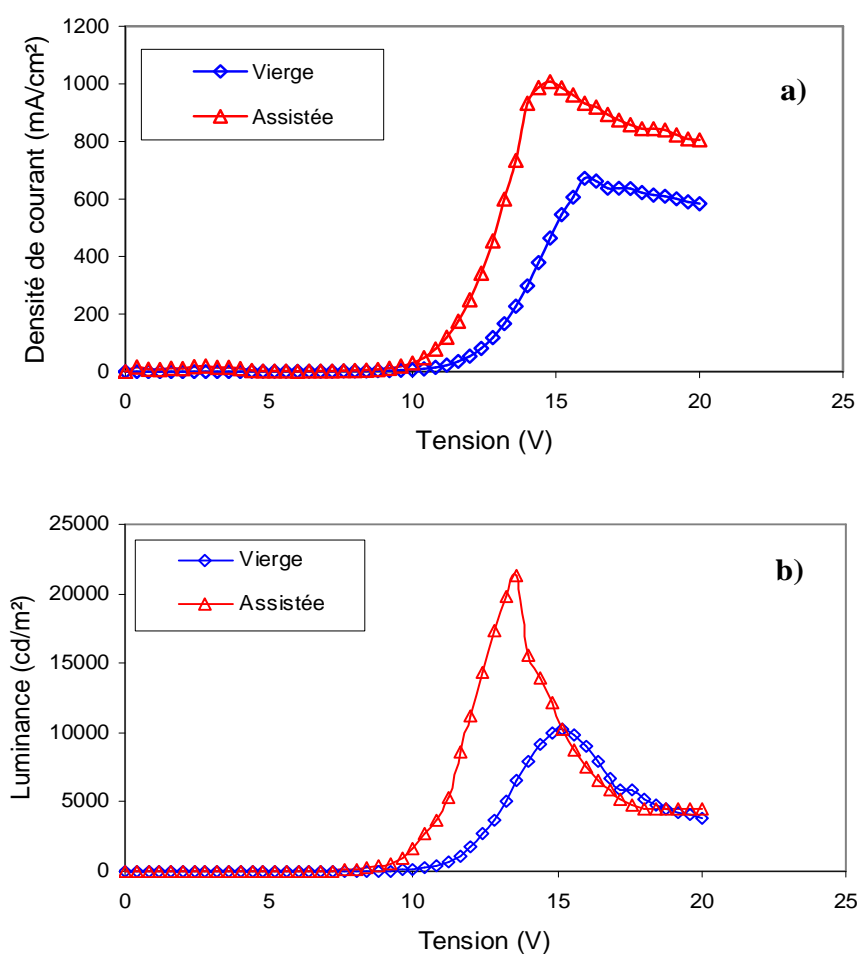 1200
1000
800
600
400
200
0
Densité de courant (mA/cm²)
Vierge
Assistée
a)
0 5 10 15 20 25
Tension (V)
25000
20000
15000
10000
5000
0
Luminance (cd/m²)
Vierge
Assistée
b)
0 5 10 15 20 25
Tension (V)